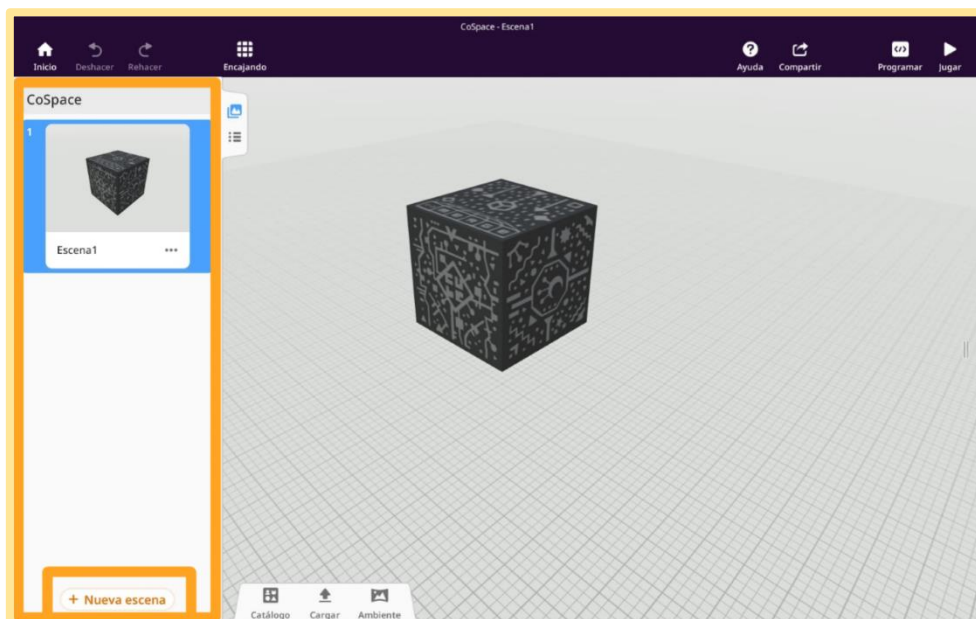 CoSpace - Escena1
Inicio Deshacer Rehacer Encajando Ayuda Compartir Programar Jugar
CoSpace
1
Escena1
+ Nueva escena
Catálogo Cargar Ambiente